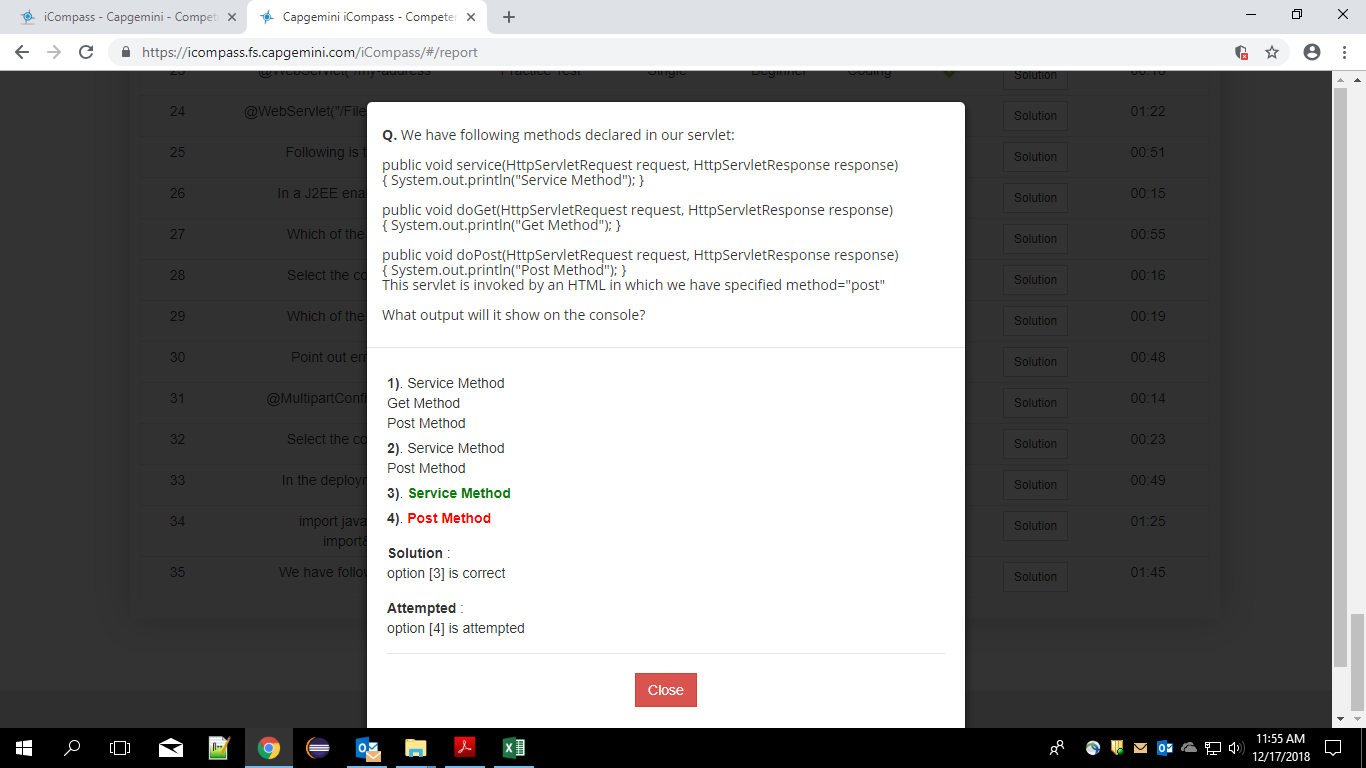 iCompass - Capgemini - Compet
Capgemini iCompass - Competen
https://icompass.fs.capgemini.com/iCompass/#/report
Solution
24 @WebServlet("/File Solution 01:22
25 Following is t Solution 00:51
26 In a J2EE ena Solution 00:15
27 Which of the Solution 00:55
28 Select the co Solution 00:16
29 Which of the Solution 00:19
30 Point out err Solution 00:48
31 @MultipartConfi Solution 00:14
32 Select the co Solution 00:23
33 In the deploy Solution 00:49
34 import java Solution 01:25
import&
35 We have follo Solution 01:45
Q. We have following methods declared in our servlet:
public void service(HttpServletRequest request, HttpServletResponse response)
{ System.out.println("Service Method"); }
public void doGet(HttpServletRequest request, HttpServletResponse response)
{ System.out.println("Get Method"); }
public void doPost(HttpServletRequest request, HttpServletResponse response)
{ System.out.println("Post Method"); }
This servlet is invoked by an HTML in which we have specified method="post"
What output will it show on the console?
1). Service Method
Get Method
Post Method
2). Service Method
Post Method
3). Service Method
4). Post Method
Solution :
option [3] is correct
Attempted :
option [4] is attempted
Close
11:55 AM
12/17/2018